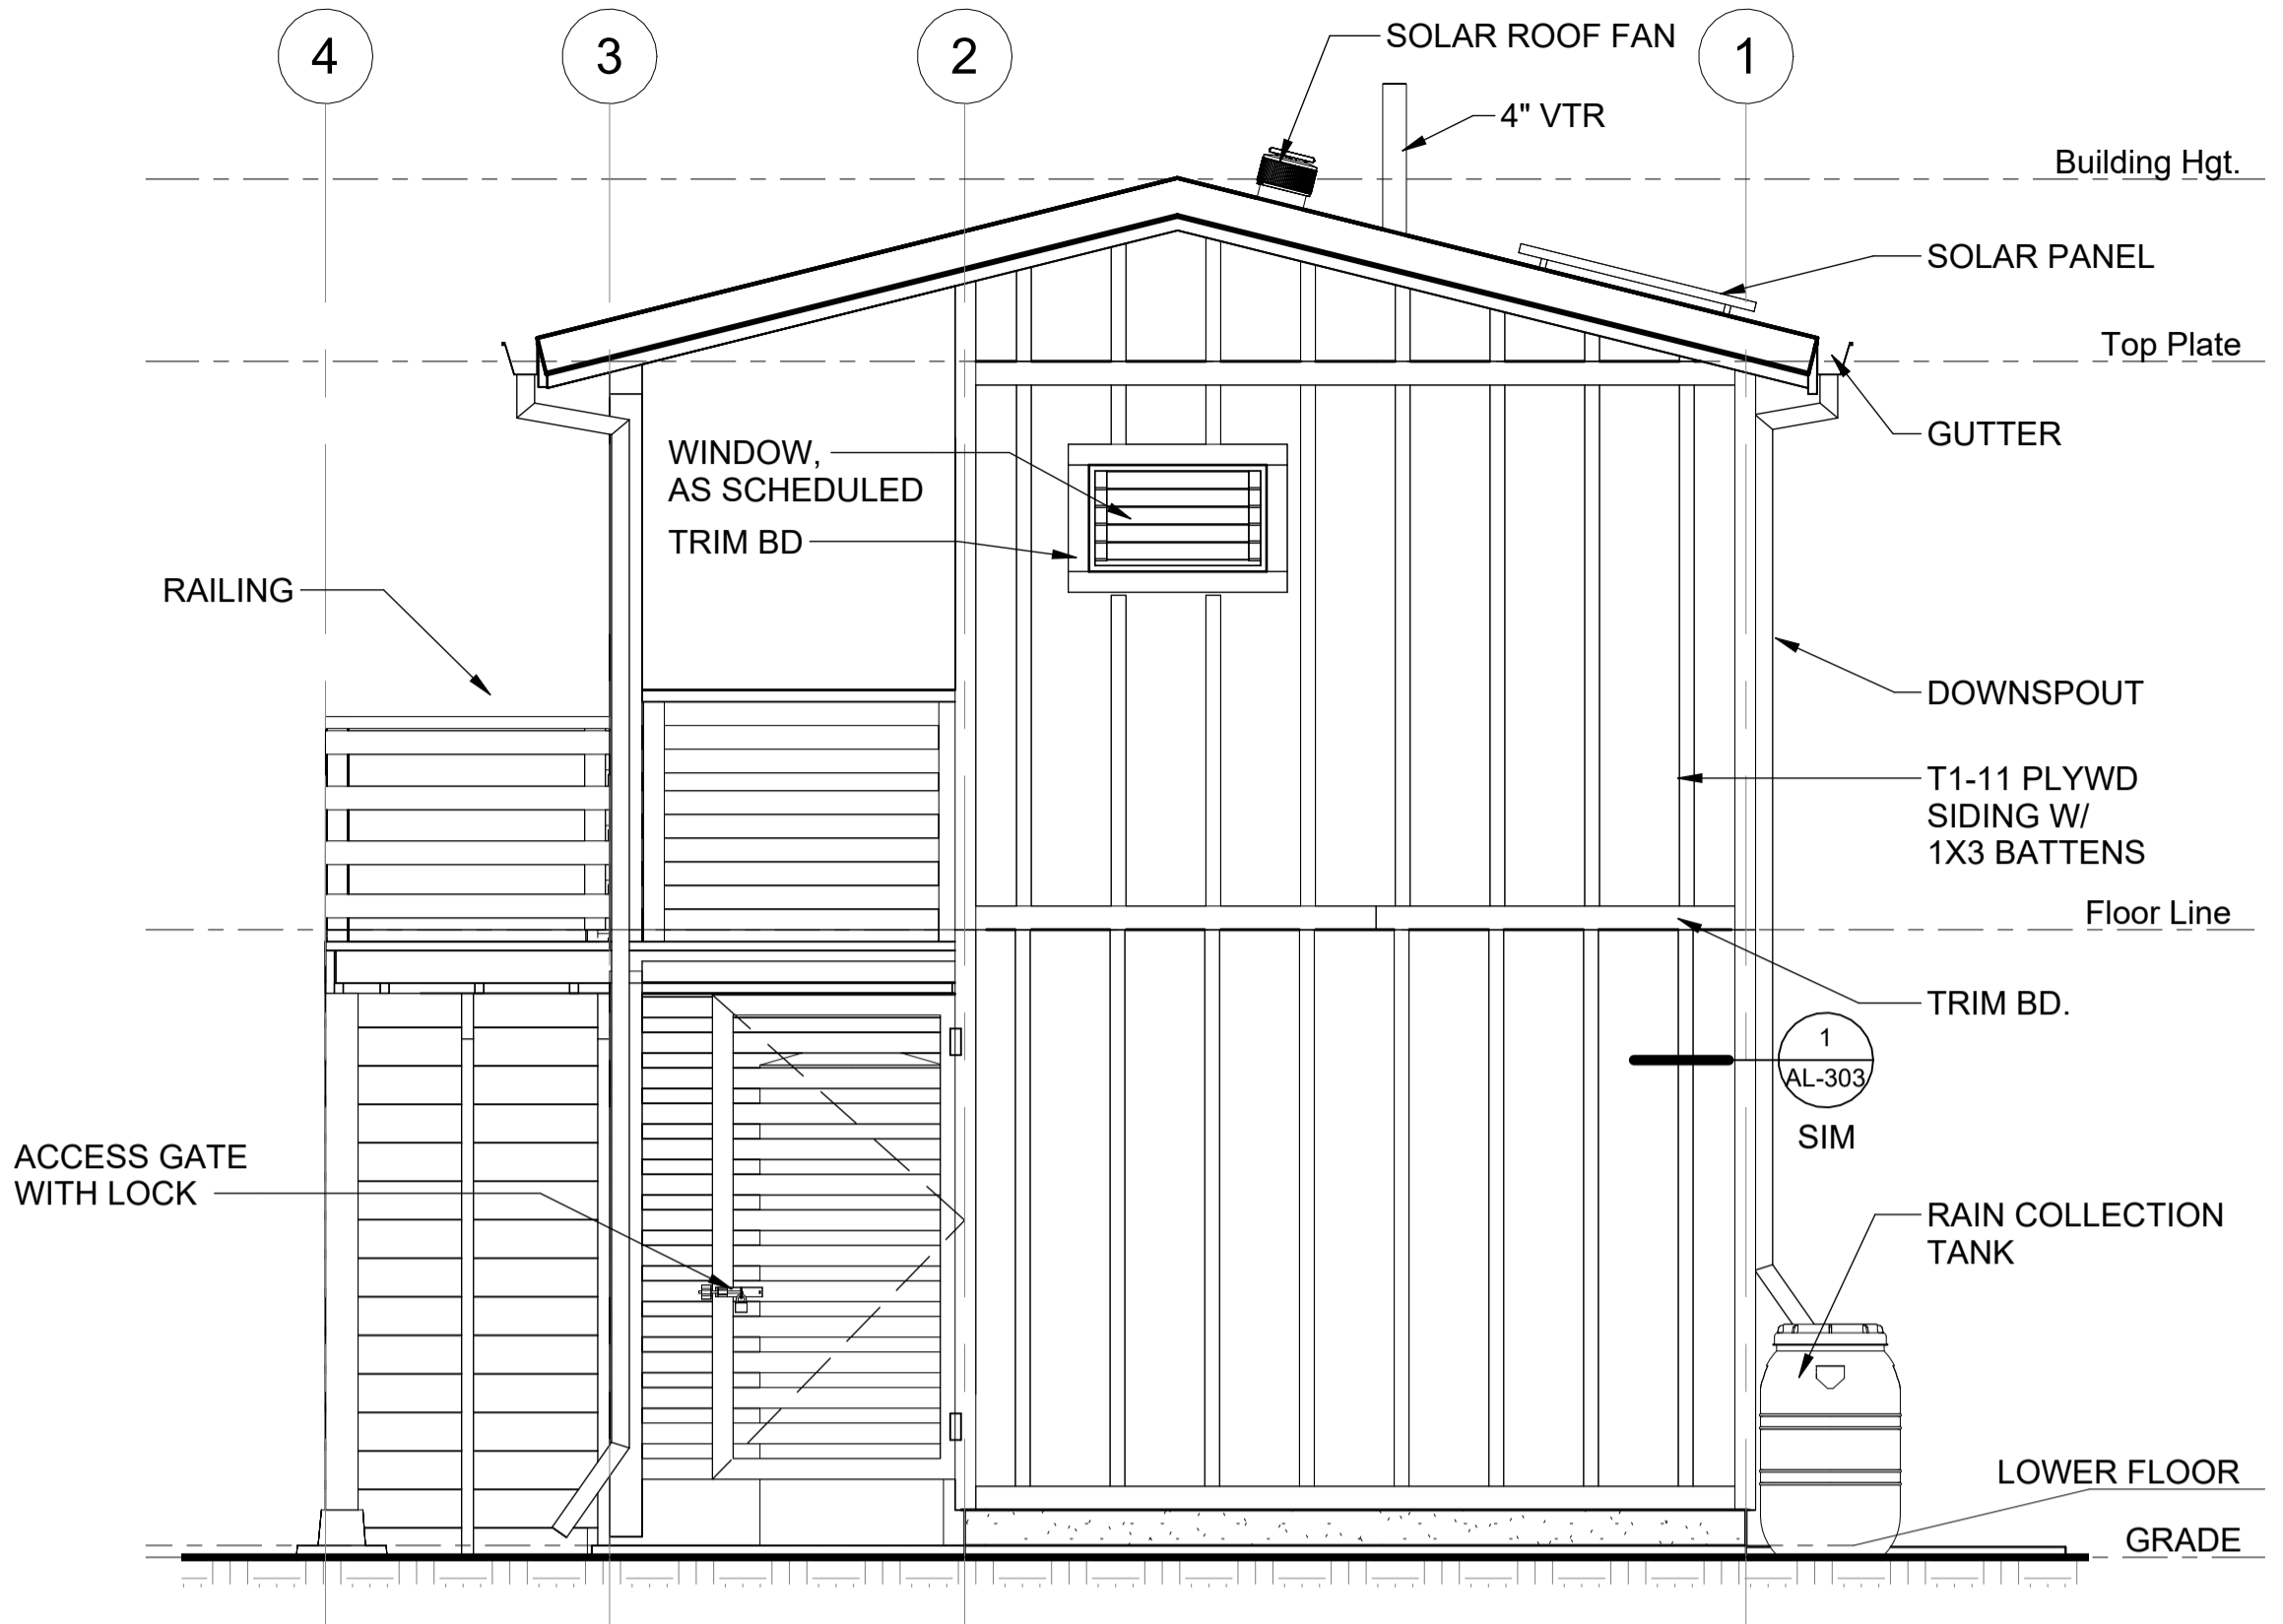 4
3
2
1
SOLAR ROOF FAN
4" VTR
Building Hgt.
SOLAR PANEL
Top Plate
GUTTER
WINDOW,
AS SCHEDULED
TRIM BD
RAILING
DOWNSPOUT
T1-11 PLYWD
SIDING W/
1X3 BATTENS
Floor Line
TRIM BD.
1
AL-303
SIM
ACCESS GATE
WITH LOCK
RAIN COLLECTION
TANK
LOWER FLOOR
GRADE